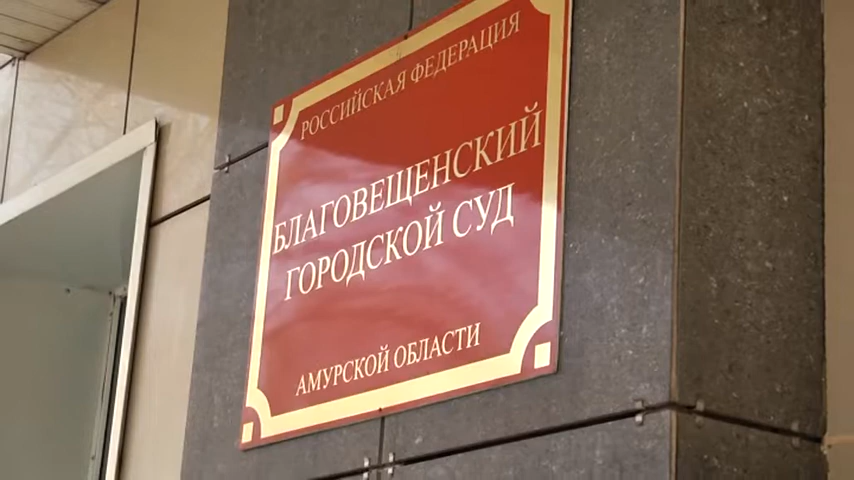 РОССИЙСКАЯ ФЕДЕРАЦИЯ
БЛАГОВЕЩЕНСКИЙ
ГОРОДСКОЙ СУД
АМУРСКОЙ ОБЛАСТИ